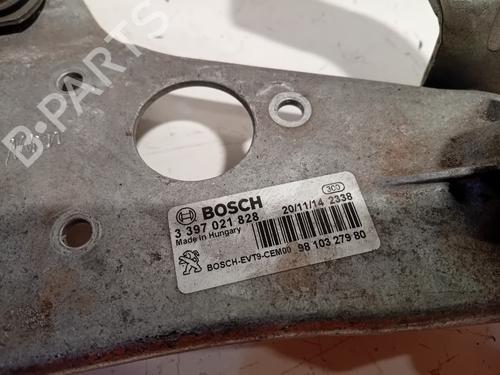 B-PARTS
300
BOSCH
3 397 021 828 20/11/14 2338
Made in Hungary
BOSCH-EVT9-CEM00 98 103 279 80